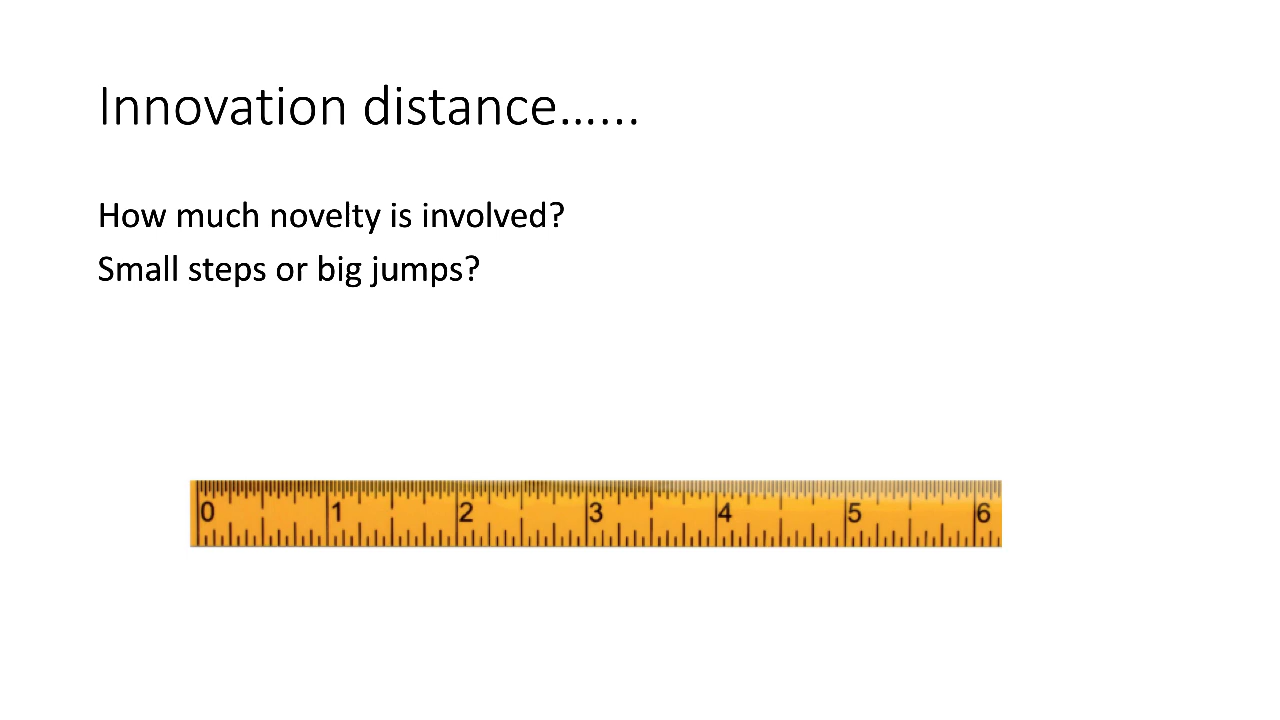 Innovation distance……
How much novelty is involved?
Small steps or big jumps?
0 1 2 3 4 5 6